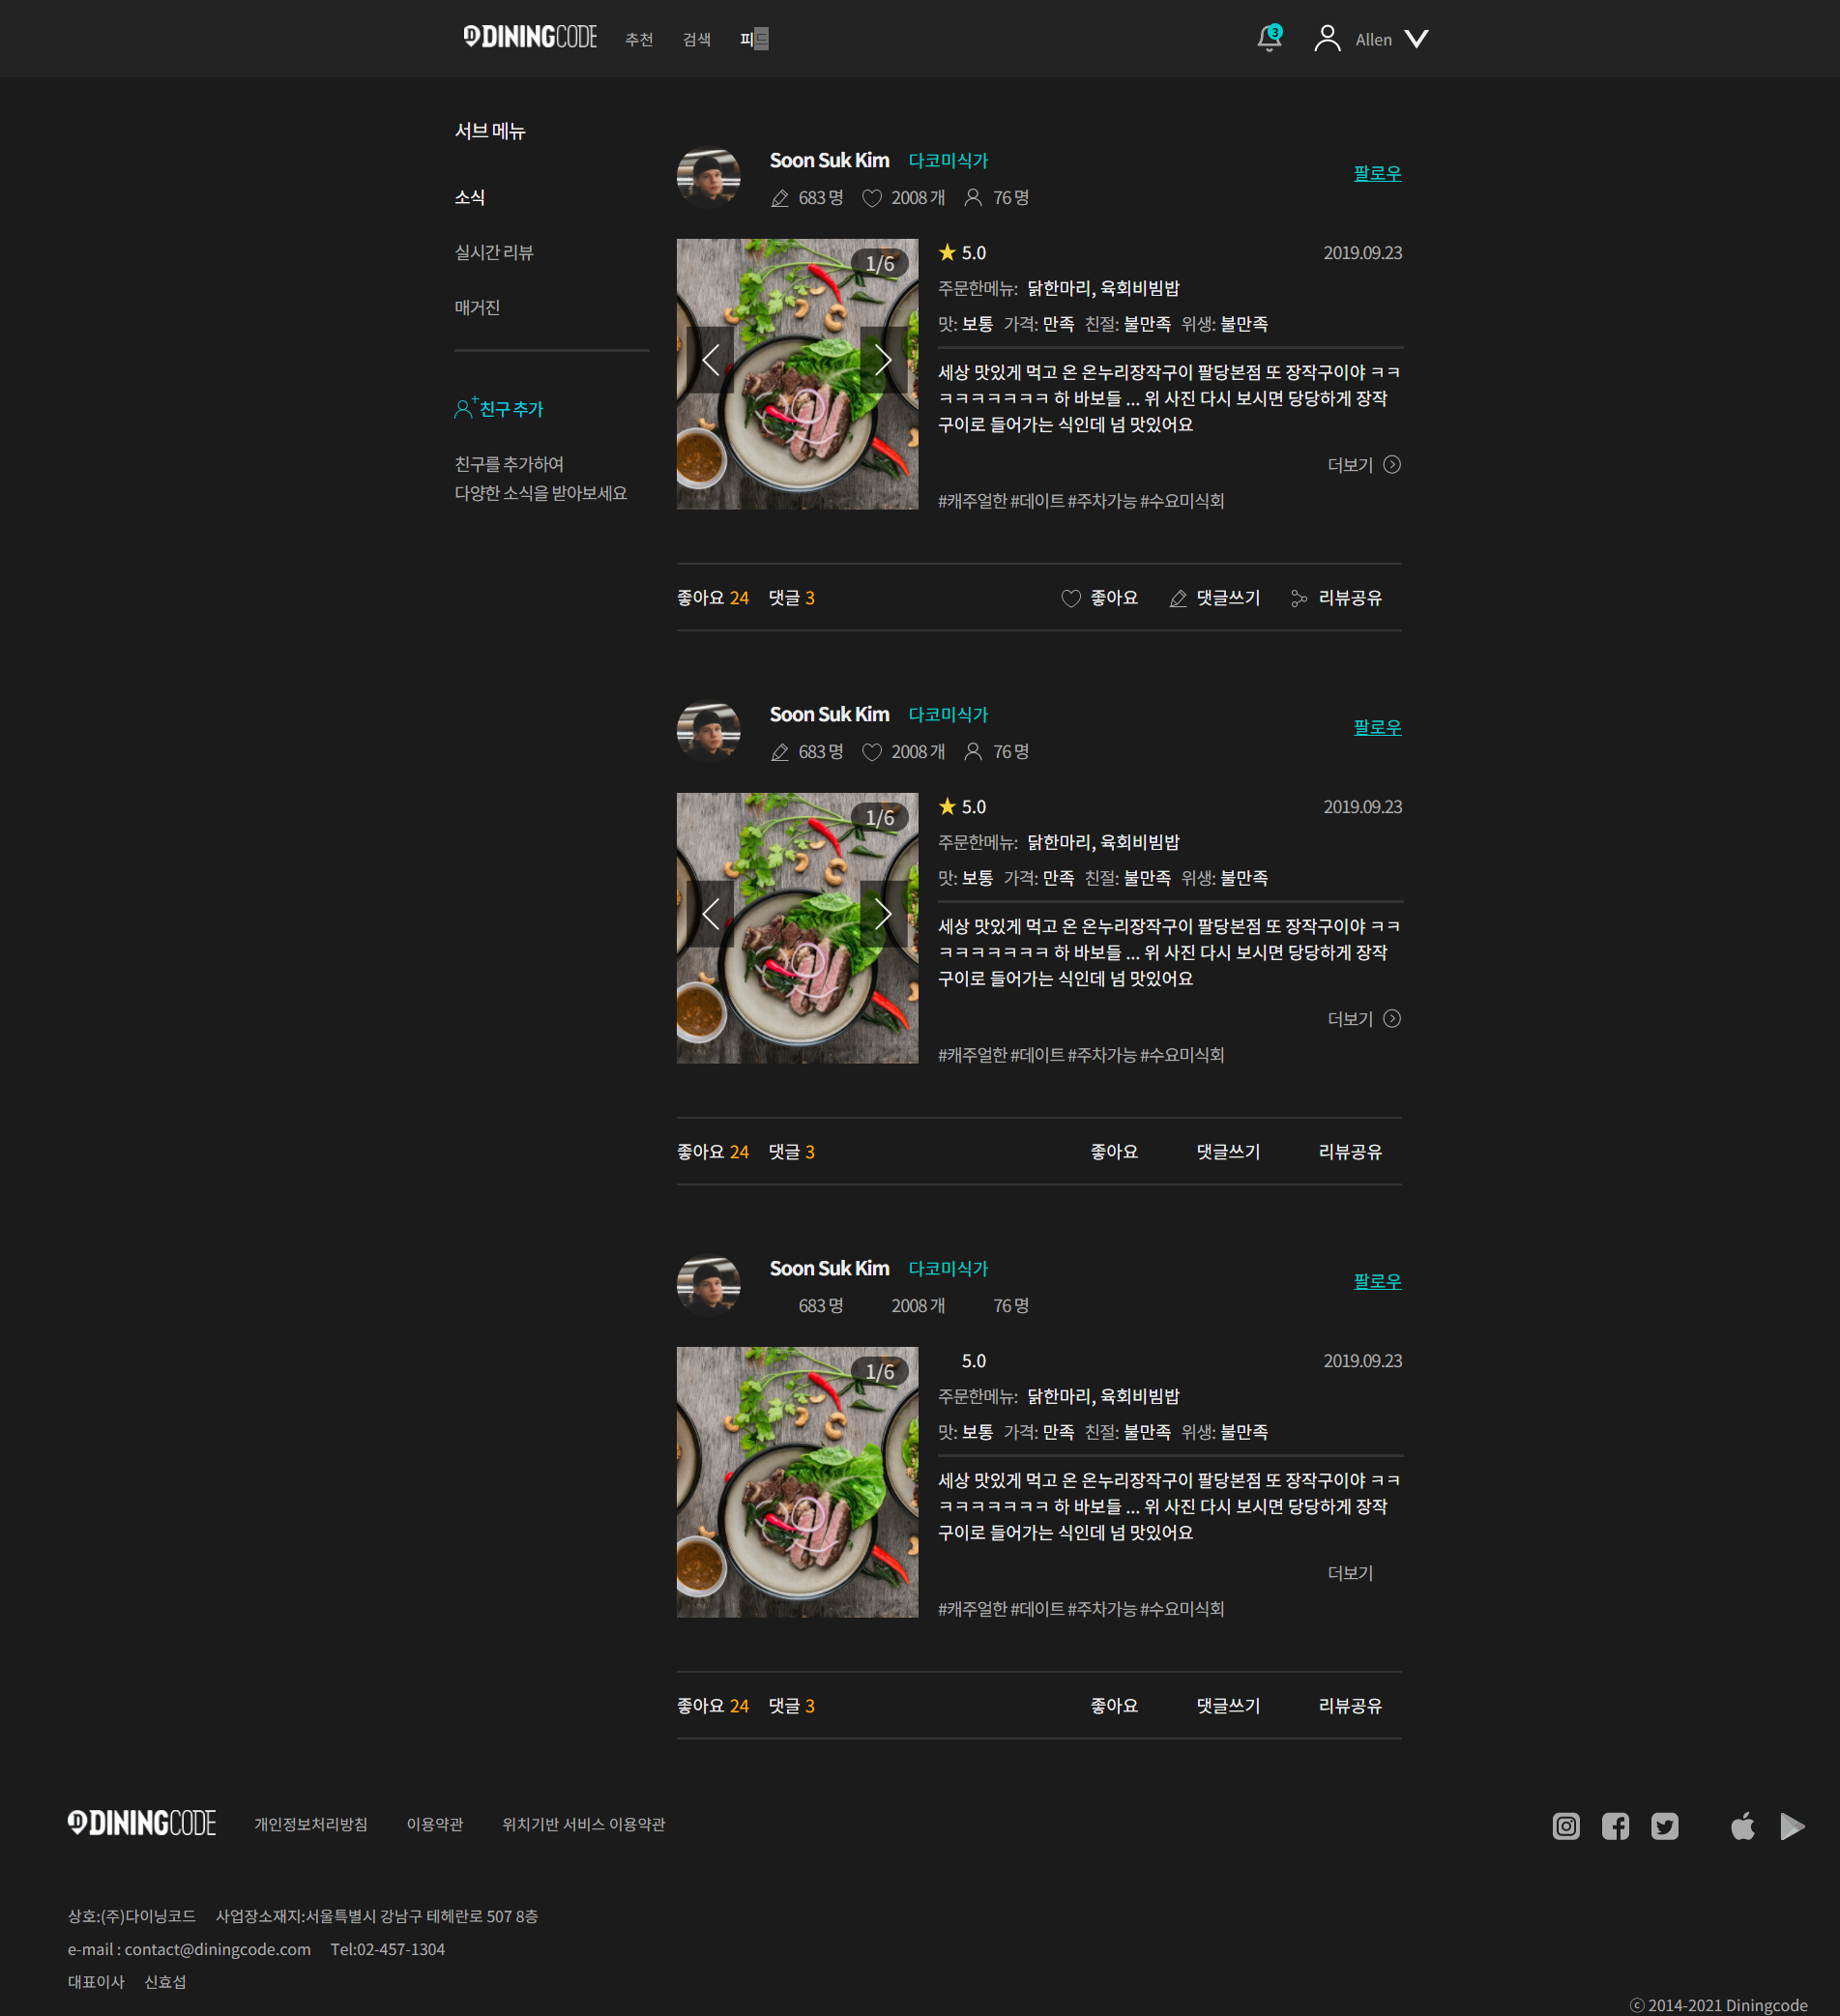 DININGCODE 추천 검색 피드 3 Allen
서브 메뉴
소식
실시간 리뷰
매거진
친구 추가
친구를 추가하여
다양한 소식을 받아보세요
Soon Suk Kim 다코미식가 팔로우
683 명 2008 개 76 명
1/6
5.0 2019.09.23
주문한메뉴: 닭한마리, 육회비빔밥
맛: 보통 가격: 만족 친절: 불만족 위생: 불만족
세상 맛있게 먹고 온 온누리장작구이 팔당본점 또 장작구이야 ㅋㅋ
ㅋㅋㅋㅋㅋㅋㅋ 하 바보들 ... 위 사진 다시 보시면 당당하게 장작
구이로 들어가는 식인데 넘 맛있어요
더보기
#캐주얼한 #데이트 #주차가능 #수요미식회
좋아요 24 댓글 3 좋아요 댓글쓰기 리뷰공유
Soon Suk Kim 다코미식가 팔로우
683 명 2008 개 76 명
1/6
5.0 2019.09.23
주문한메뉴: 닭한마리, 육회비빔밥
맛: 보통 가격: 만족 친절: 불만족 위생: 불만족
세상 맛있게 먹고 온 온누리장작구이 팔당본점 또 장작구이야 ㅋㅋ
ㅋㅋㅋㅋㅋㅋㅋ 하 바보들 ... 위 사진 다시 보시면 당당하게 장작
구이로 들어가는 식인데 넘 맛있어요
더보기
#캐주얼한 #데이트 #주차가능 #수요미식회
좋아요 24 댓글 3 좋아요 댓글쓰기 리뷰공유
Soon Suk Kim 다코미식가 팔로우
683 명 2008 개 76 명
1/6
5.0 2019.09.23
주문한메뉴: 닭한마리, 육회비빔밥
맛: 보통 가격: 만족 친절: 불만족 위생: 불만족
세상 맛있게 먹고 온 온누리장작구이 팔당본점 또 장작구이야 ㅋㅋ
ㅋㅋㅋㅋㅋㅋㅋ 하 바보들 ... 위 사진 다시 보시면 당당하게 장작
구이로 들어가는 식인데 넘 맛있어요
더보기
#캐주얼한 #데이트 #주차가능 #수요미식회
좋아요 24 댓글 3 좋아요 댓글쓰기 리뷰공유
DININGCODE 개인정보처리방침 이용약관 위치기반 서비스 이용약관
상호:(주)다이닝코드 사업장소재지:서울특별시 강남구 테헤란로 507 8층
e-mail : contact@diningcode.com Tel:02-457-1304
대표이사 신효섭
ⓒ 2014-2021 Diningcode